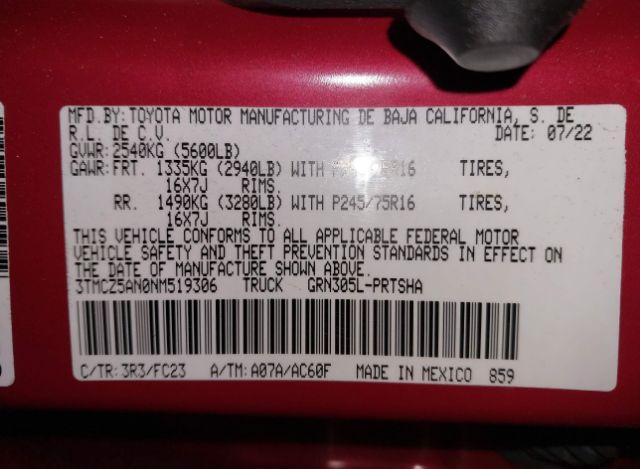 MFD.BY:TOYOTA MOTOR MANUFACTURING DE BAJA CALIFORNIA, S. DE
R.L. DE C.V. DATE: 07/22
GVWR:2540KG (5600LB)
GAWR:FRT. 1335KG (2940LB) WITH TIRES,
16X7J RIMS.
RR. 1490KG (3280LB) WITH P245/75R16 TIRES,
16X7J RIMS.
THIS VEHICLE CONFORMS TO ALL APPLICABLE FEDERAL MOTOR
VEHICLE SAFETY AND THEFT PREVENTION STANDARDS IN EFFECT ON
THE DATE OF MANUFACTURE SHOWN ABOVE.
3TMCZ5AN0NM519306 TRUCK GRN305L-PRTSHA
C/TR:3R3/FC23 A/TM:A07A/AC60F MADE IN MEXICO 859